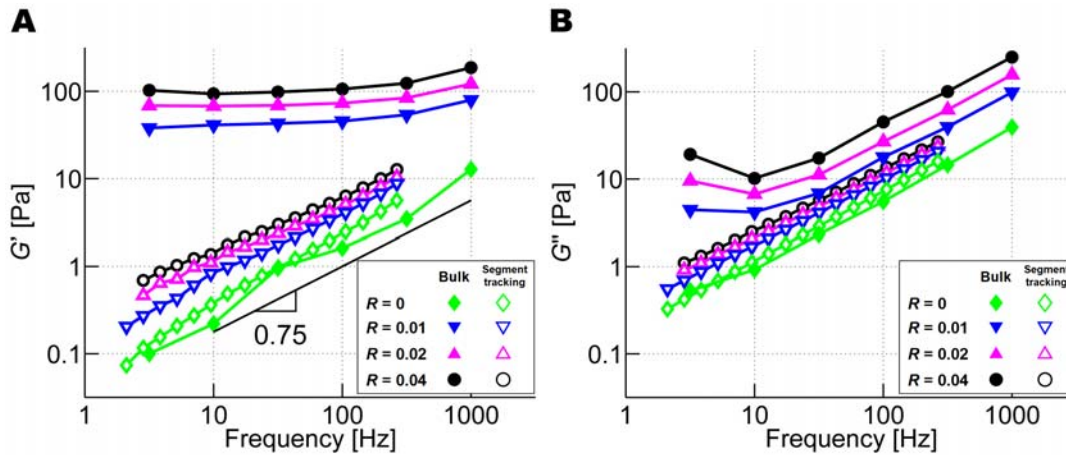 A
G' [Pa]
100
10
1
0.1
1
10
100
1000
Frequency [Hz]
0.75
Bulk
Segment
tracking
R = 0
R = 0.01
R = 0.02
R = 0.04
B
G" [Pa]
100
10
1
0.1
1
10
100
1000
Frequency [Hz]
Bulk
Segment
tracking
R = 0
R = 0.01
R = 0.02
R = 0.04